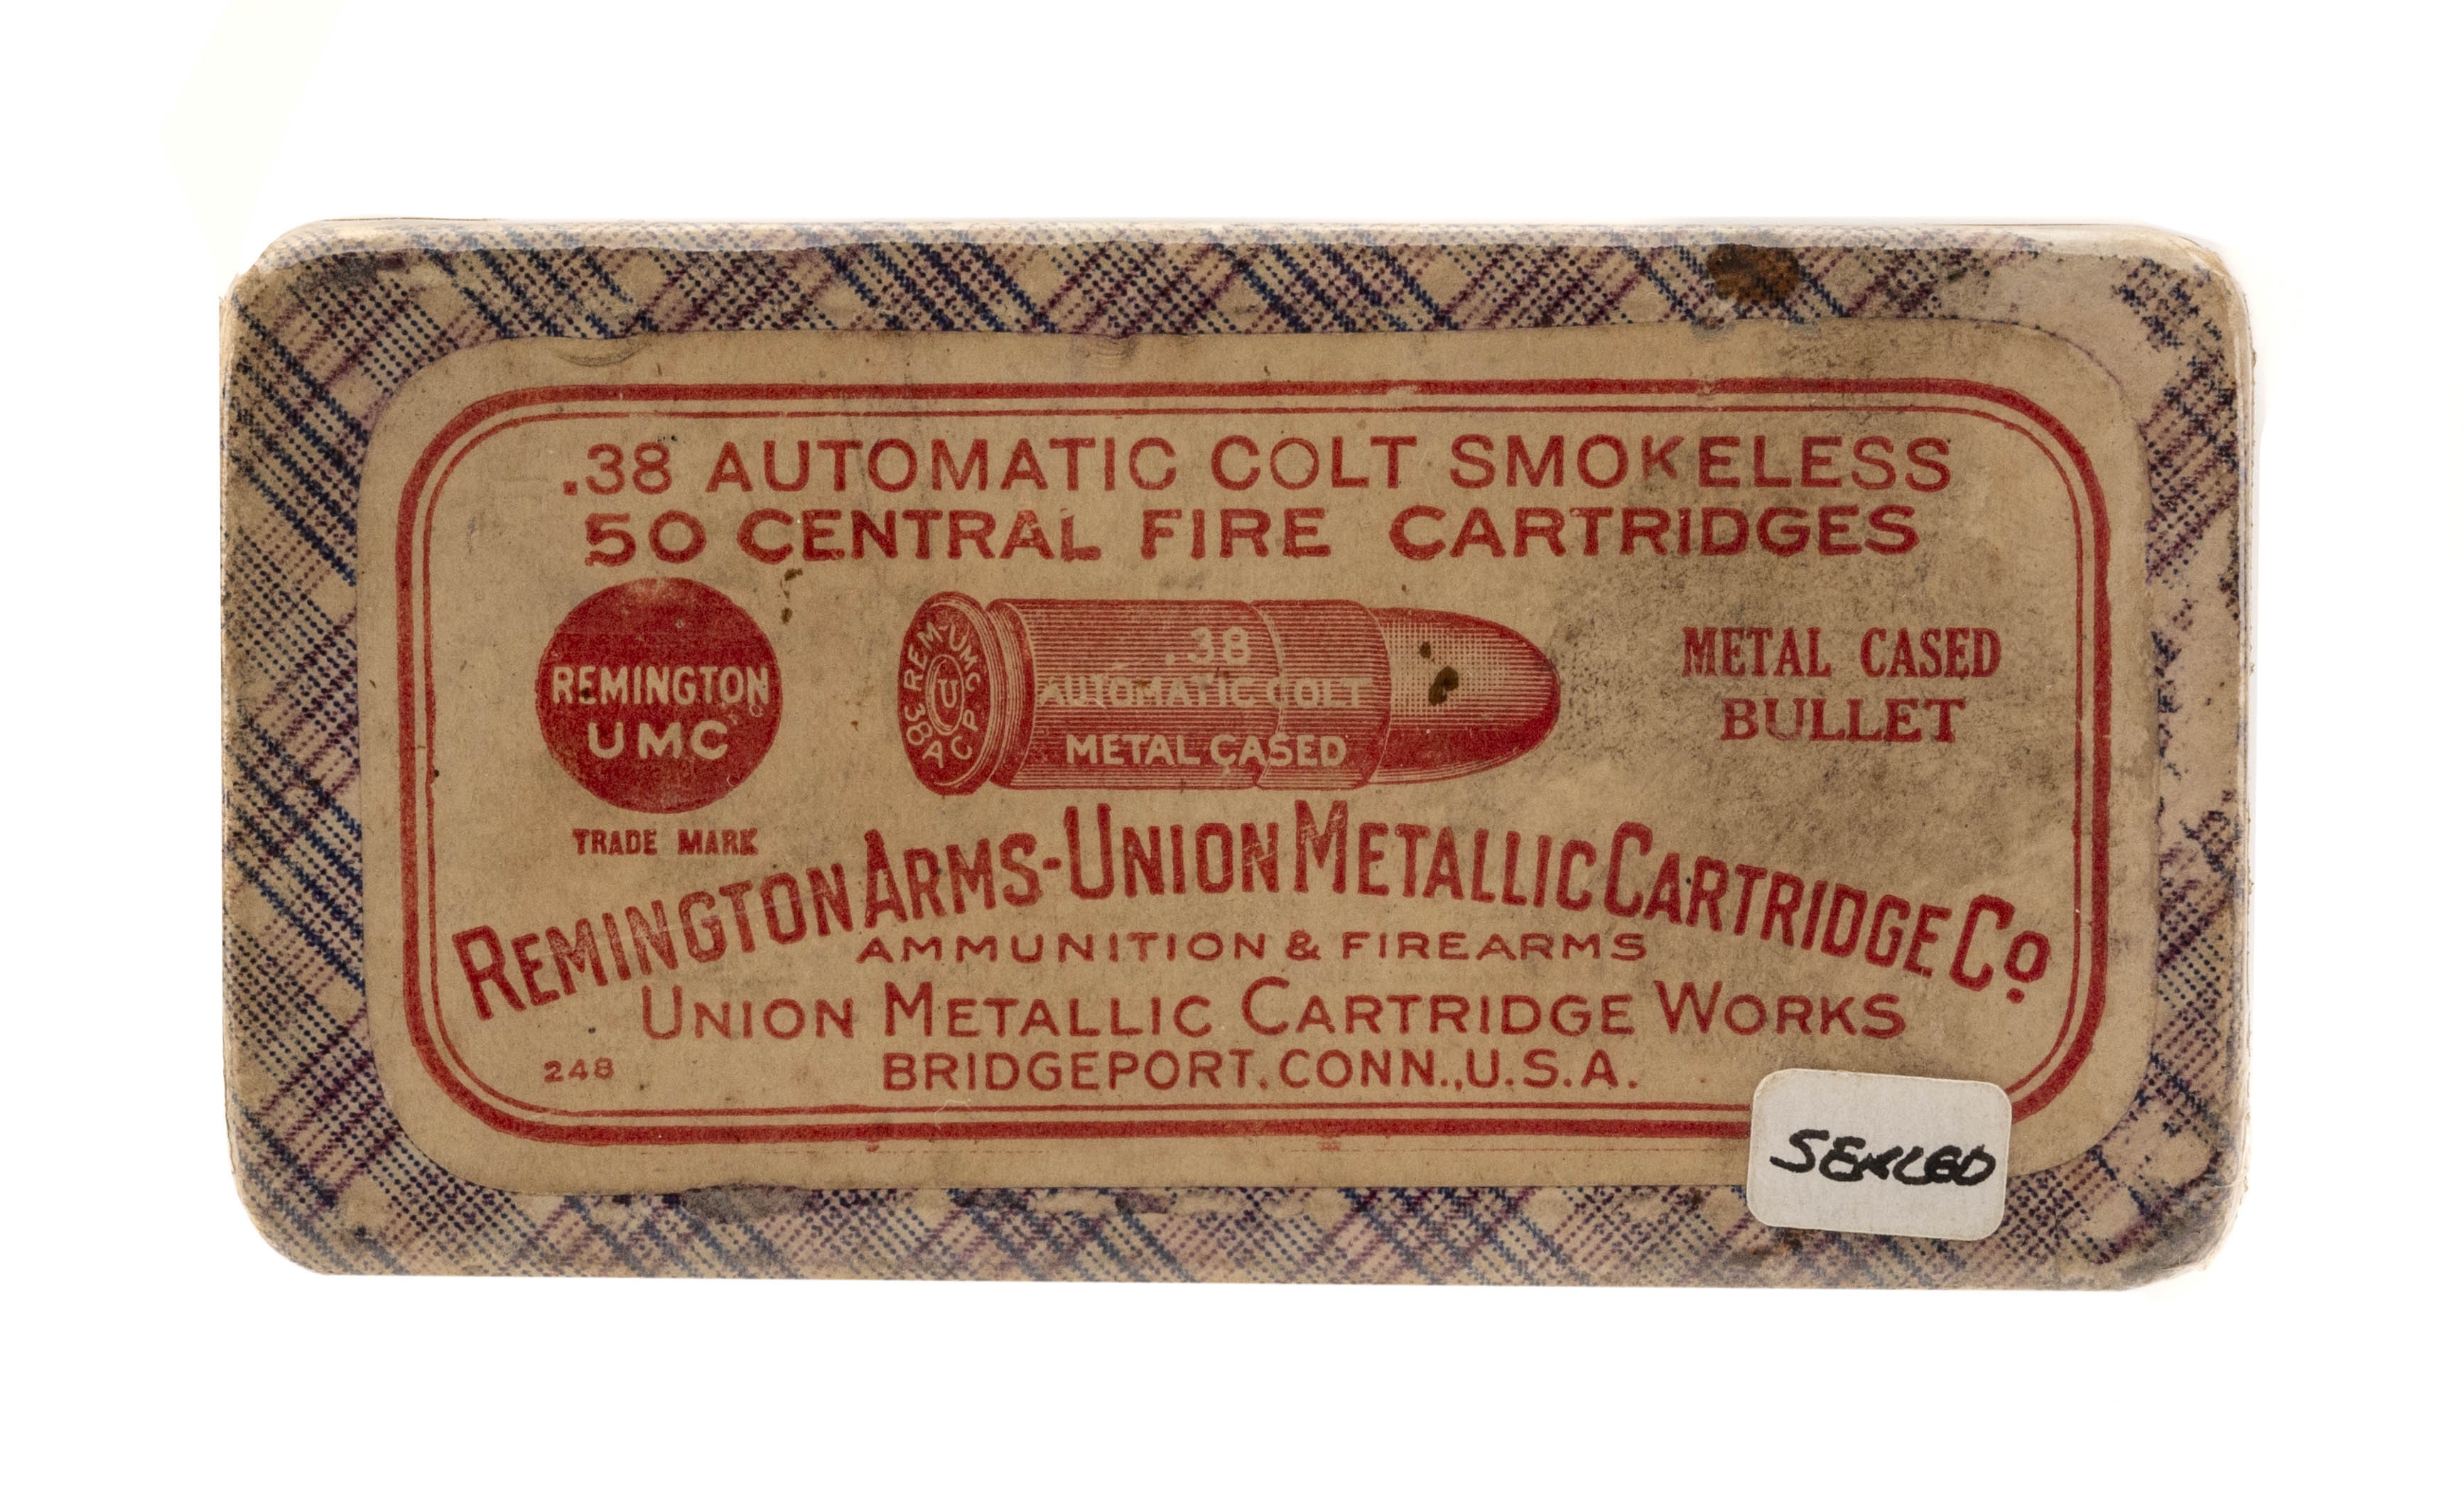 .38 AUTOMATIC COLT SMOKELESS
50 CENTRAL FIRE CARTRIDGES
REMINGTON
UMC
TRADE MARK
REM-UMC
U
38 ACP
.38
AUTOMATIC COLT
METAL CASED
METAL CASED
BULLET
REMINGTON ARMS-UNION METALLIC CARTRIDGE Co
AMMUNITION & FIREARMS
UNION METALLIC CARTRIDGE WORKS
248
BRIDGEPORT, CONN., U.S.A.
SEALED